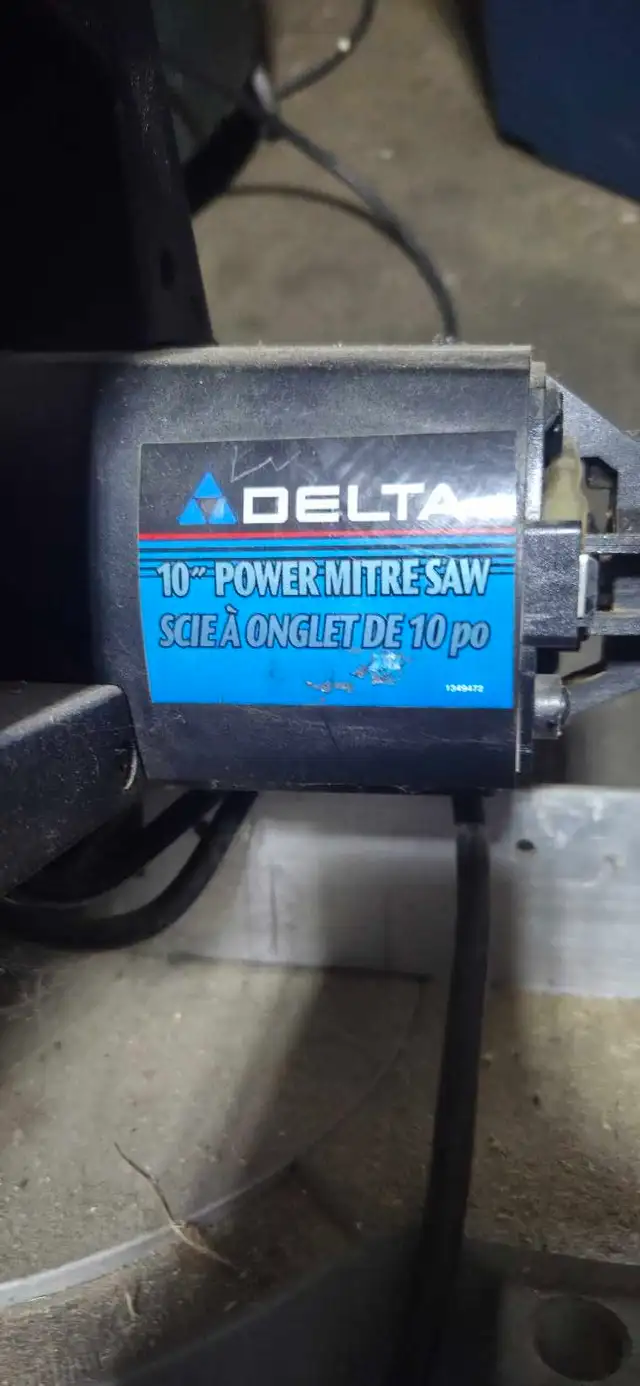 DELTA
10" POWER MITRE SAW
SCIE À ONGLET DE 10 po
1349472